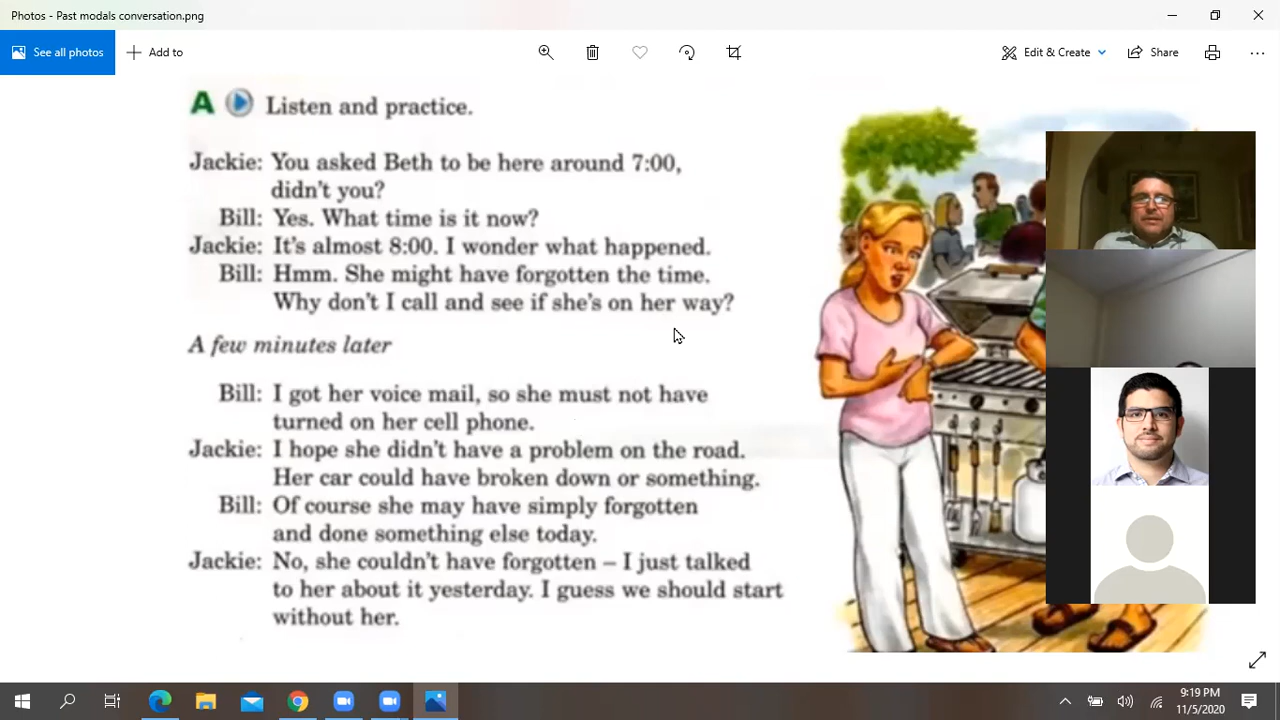 Photos - Past modals conversation.png
See all photos
Add to
Edit & Create
Share
A Listen and practice.
Jackie: You asked Beth to be here around 7:00,
didn't you?
Bill: Yes. What time is it now?
Jackie: It's almost 8:00. I wonder what happened.
Bill: Hmm. She might have forgotten the time.
Why don't I call and see if she's on her way?
A few minutes later
Bill: I got her voice mail, so she must not have
turned on her cell phone.
Jackie: I hope she didn't have a problem on the road.
Her car could have broken down or something.
Bill: Of course she may have simply forgotten
and done something else today.
Jackie: No, she couldn't have forgotten – I just talked
to her about it yesterday. I guess we should start
without her.
9:19 PM
11/5/2020